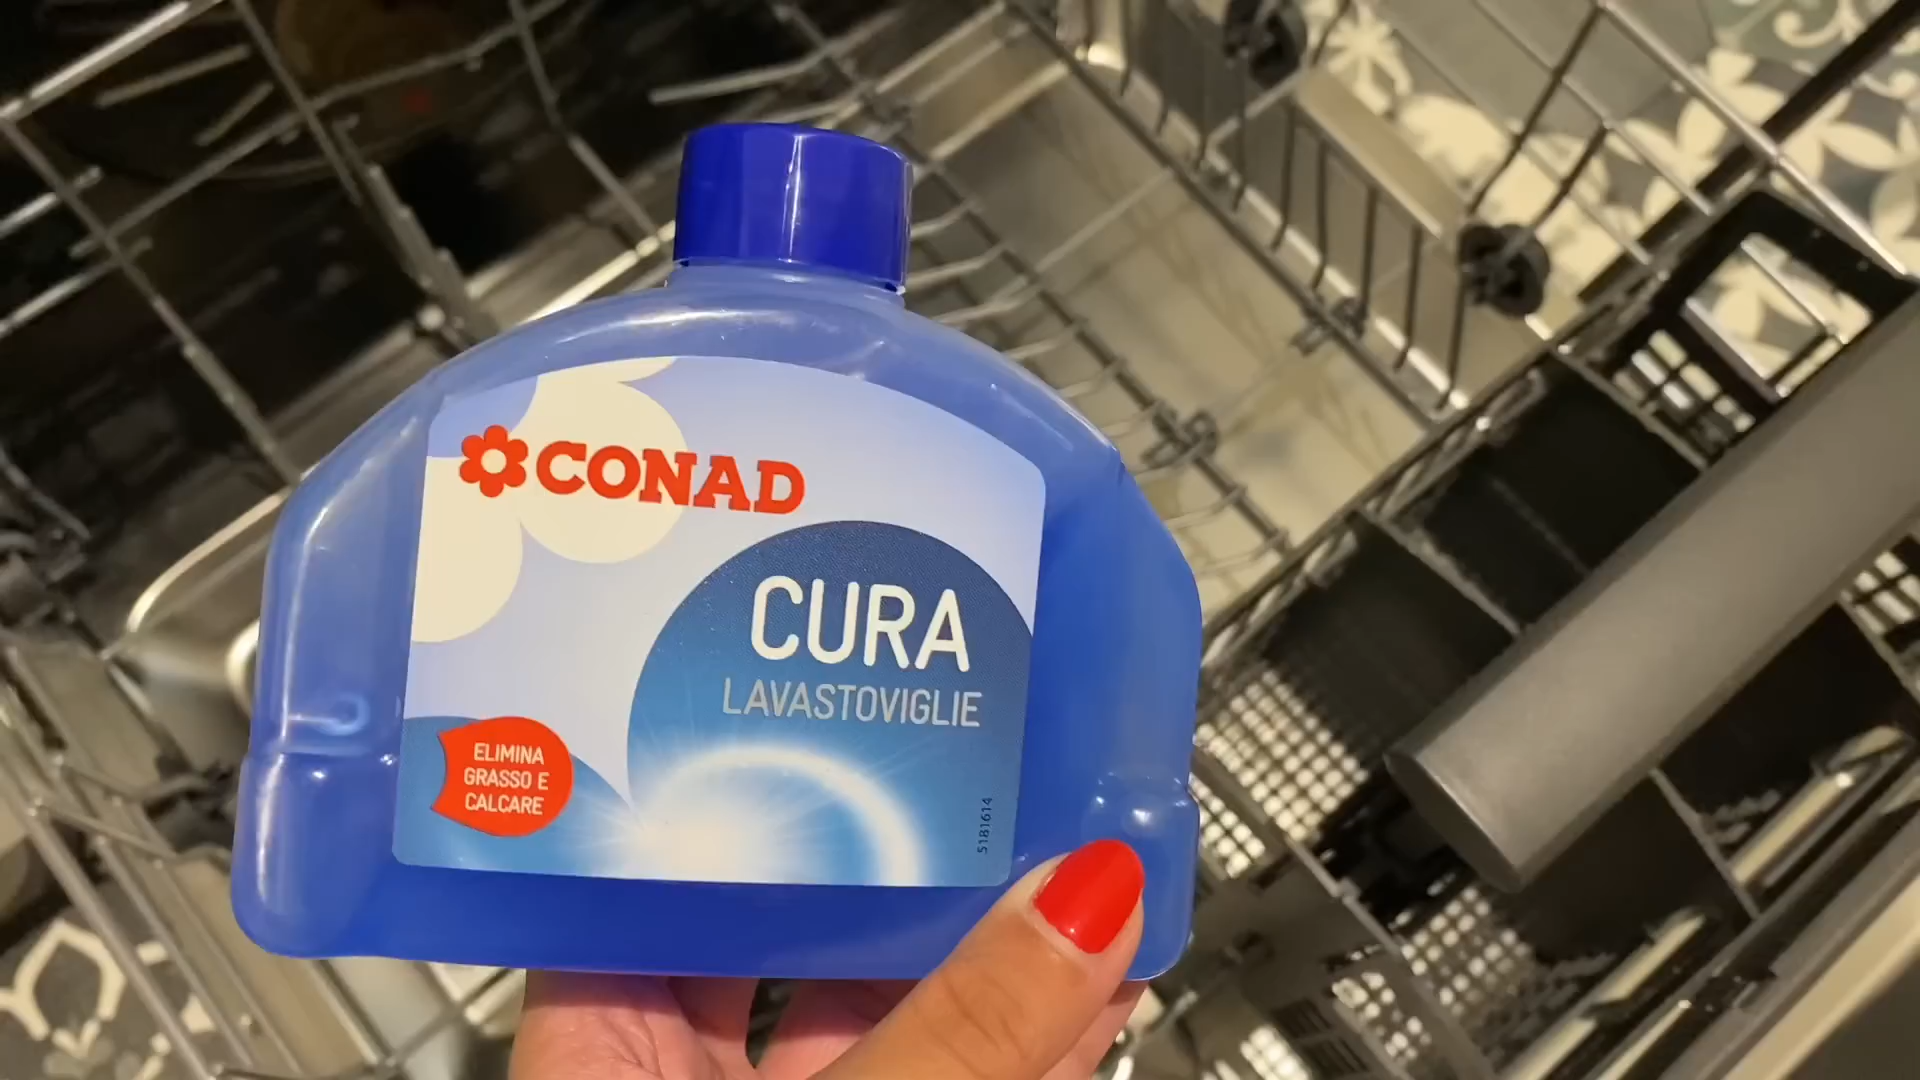 CONAD
CURA
LAVASTOVIGLIE
ELIMINA
GRASSO E
CALCARE
5181614